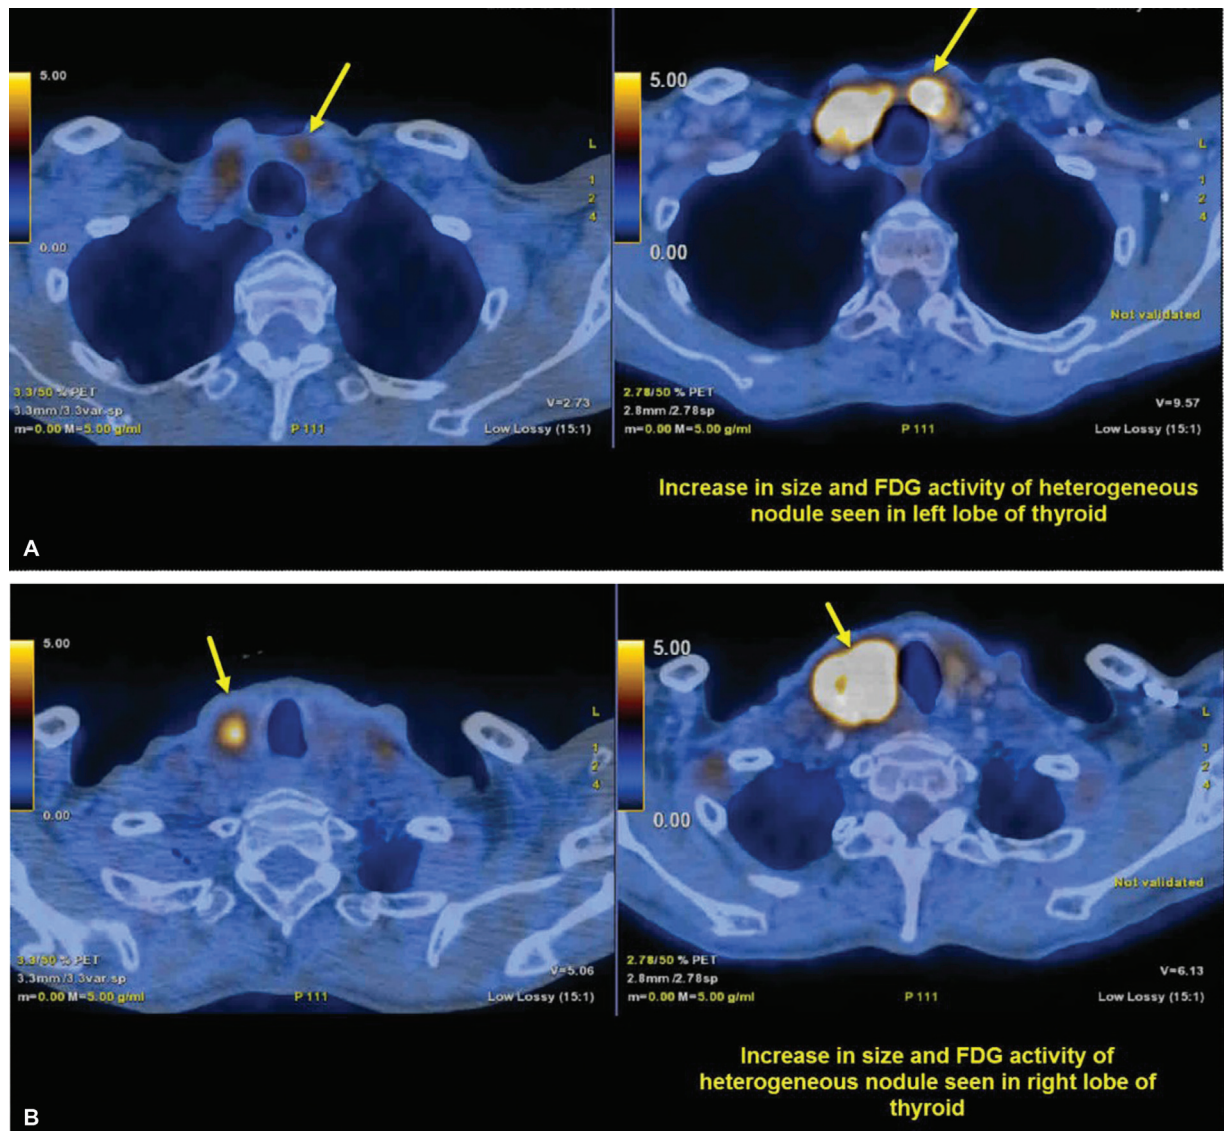 5.00
L
1
2
4
0.00
3.3/50 % PET
3.3mm /3.3var.sp
m=0.00 M=5.00 g/ml
P 111
V=2.73
Low Lossy (15:1)
5.00
L
1
2
4
0.00
Not validated
2.78/50 % PET
2.8mm /2.78sp
m=0.00 M=5.00 g/ml
P 111
V=9.57
Low Lossy (15:1)
Increase in size and FDG activity of heterogeneous
nodule seen in left lobe of thyroid
A
5.00
L
1
2
4
0.00
3.3/50 % PET
3.3mm /3.3var.sp
m=0.00 M=5.00 g/ml
P 111
V=5.06
Low Lossy (15:1)
5.00
L
1
2
4
0.00
Not validated
2.78/50 % PET
2.8mm /2.78sp
m=0.00 M=5.00 g/ml
P 111
V=6.13
Low Lossy (15:1)
Increase in size and FDG activity of
heterogeneous nodule seen in right lobe of
thyroid
B